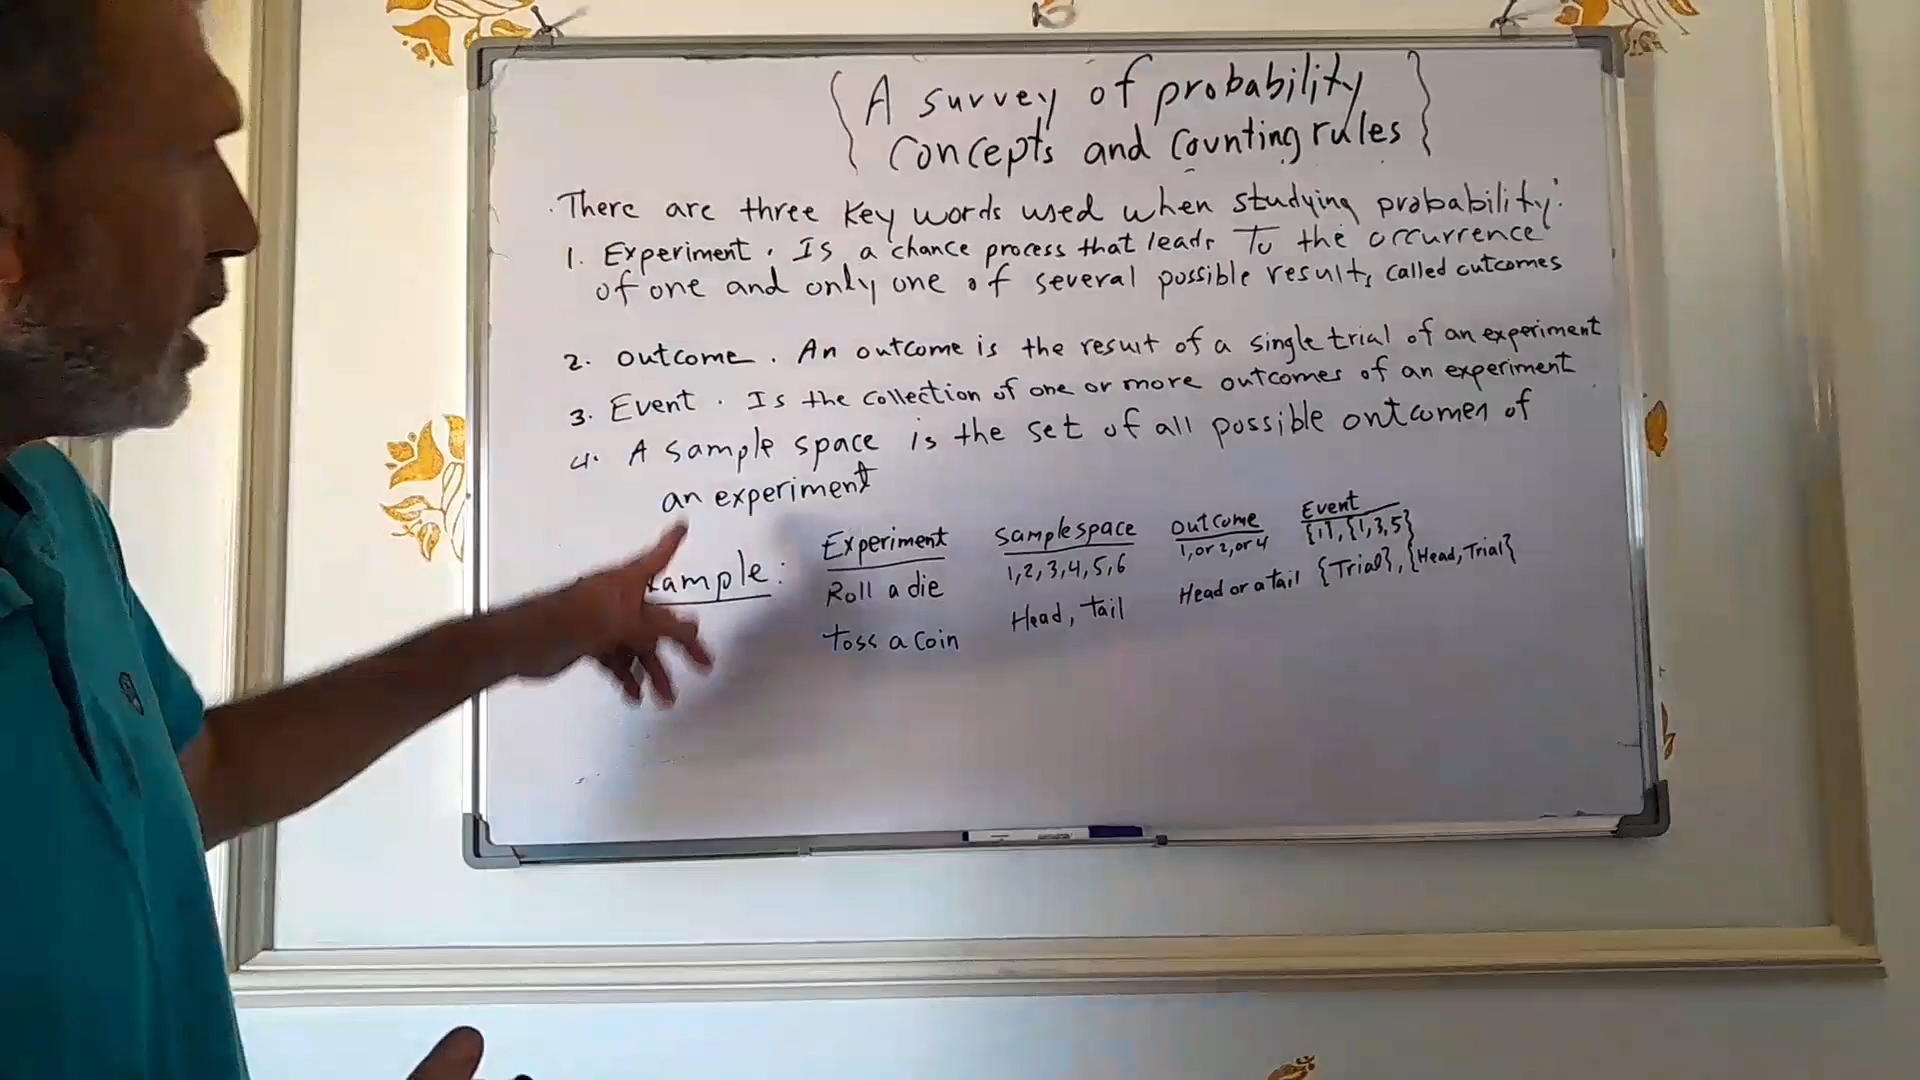 { A survey of probability
concepts and counting rules }
There are three key words used when studying probability:
1. Experiment. Is a chance process that leads To the occurrence
of one and only one of several possible results called outcomes
2. outcome. An outcome is the result of a single trial of an experiment
3. Event. Is the collection of one or more outcomes of an experiment
4. A sample space is the set of all possible outcomes of
an experiment
xample:
Experiment Sample space outcome Event
Roll a die 1,2,3,4,5,6 1, or 2, or 4 {1}, {1,3,5}
Toss a coin Head, tail Head or a tail {Trial}, {Head, Trial}